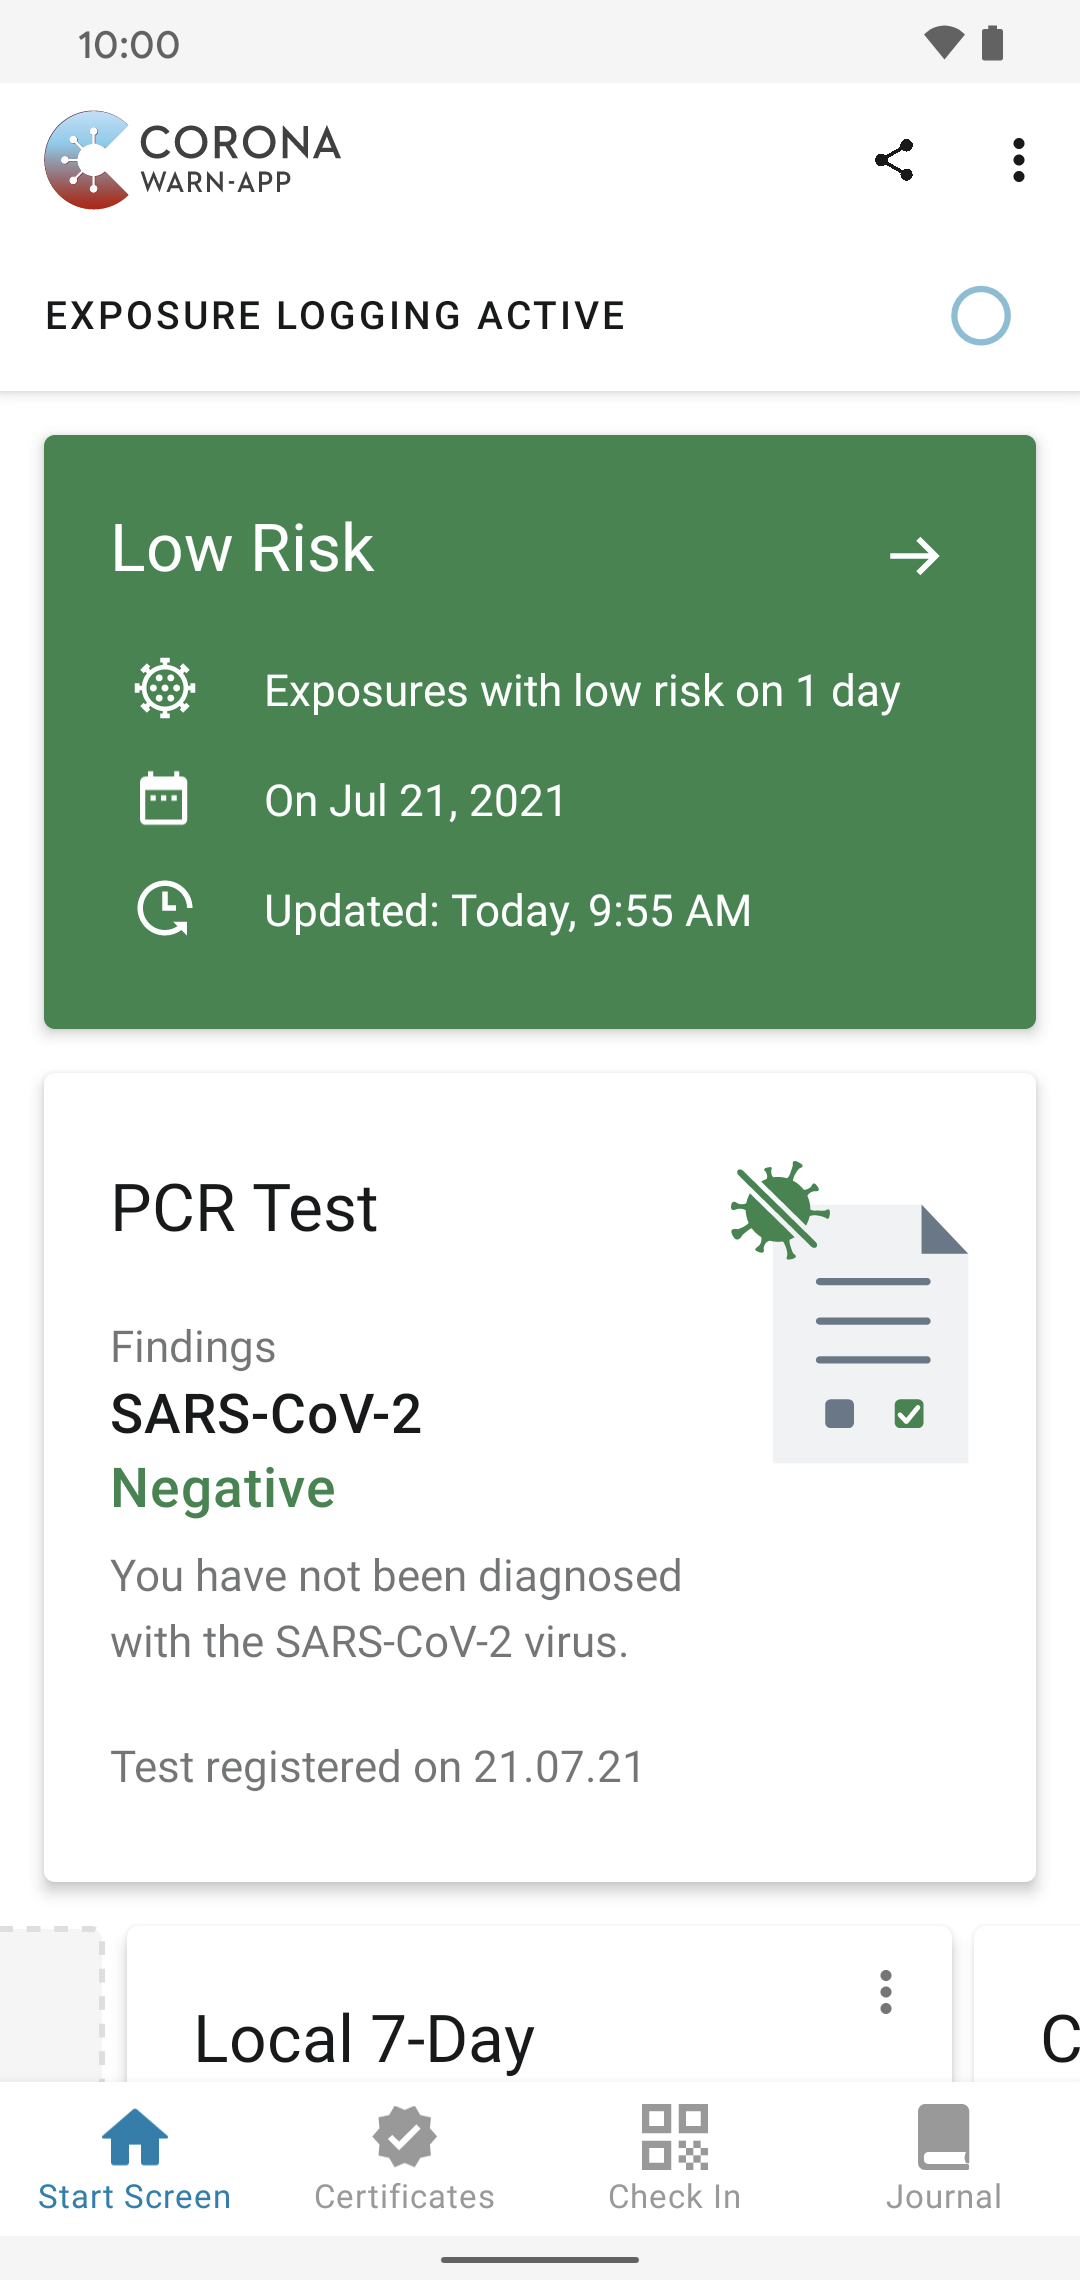 10:00
CORONA
WARN-APP
EXPOSURE LOGGING ACTIVE
Low Risk
Exposures with low risk on 1 day
On Jul 21, 2021
Updated: Today, 9:55 AM
PCR Test
Findings
SARS-CoV-2
Negative
You have not been diagnosed
with the SARS-CoV-2 virus.
Test registered on 21.07.21
Local 7-Day
C
Start Screen
Certificates
Check In
Journal